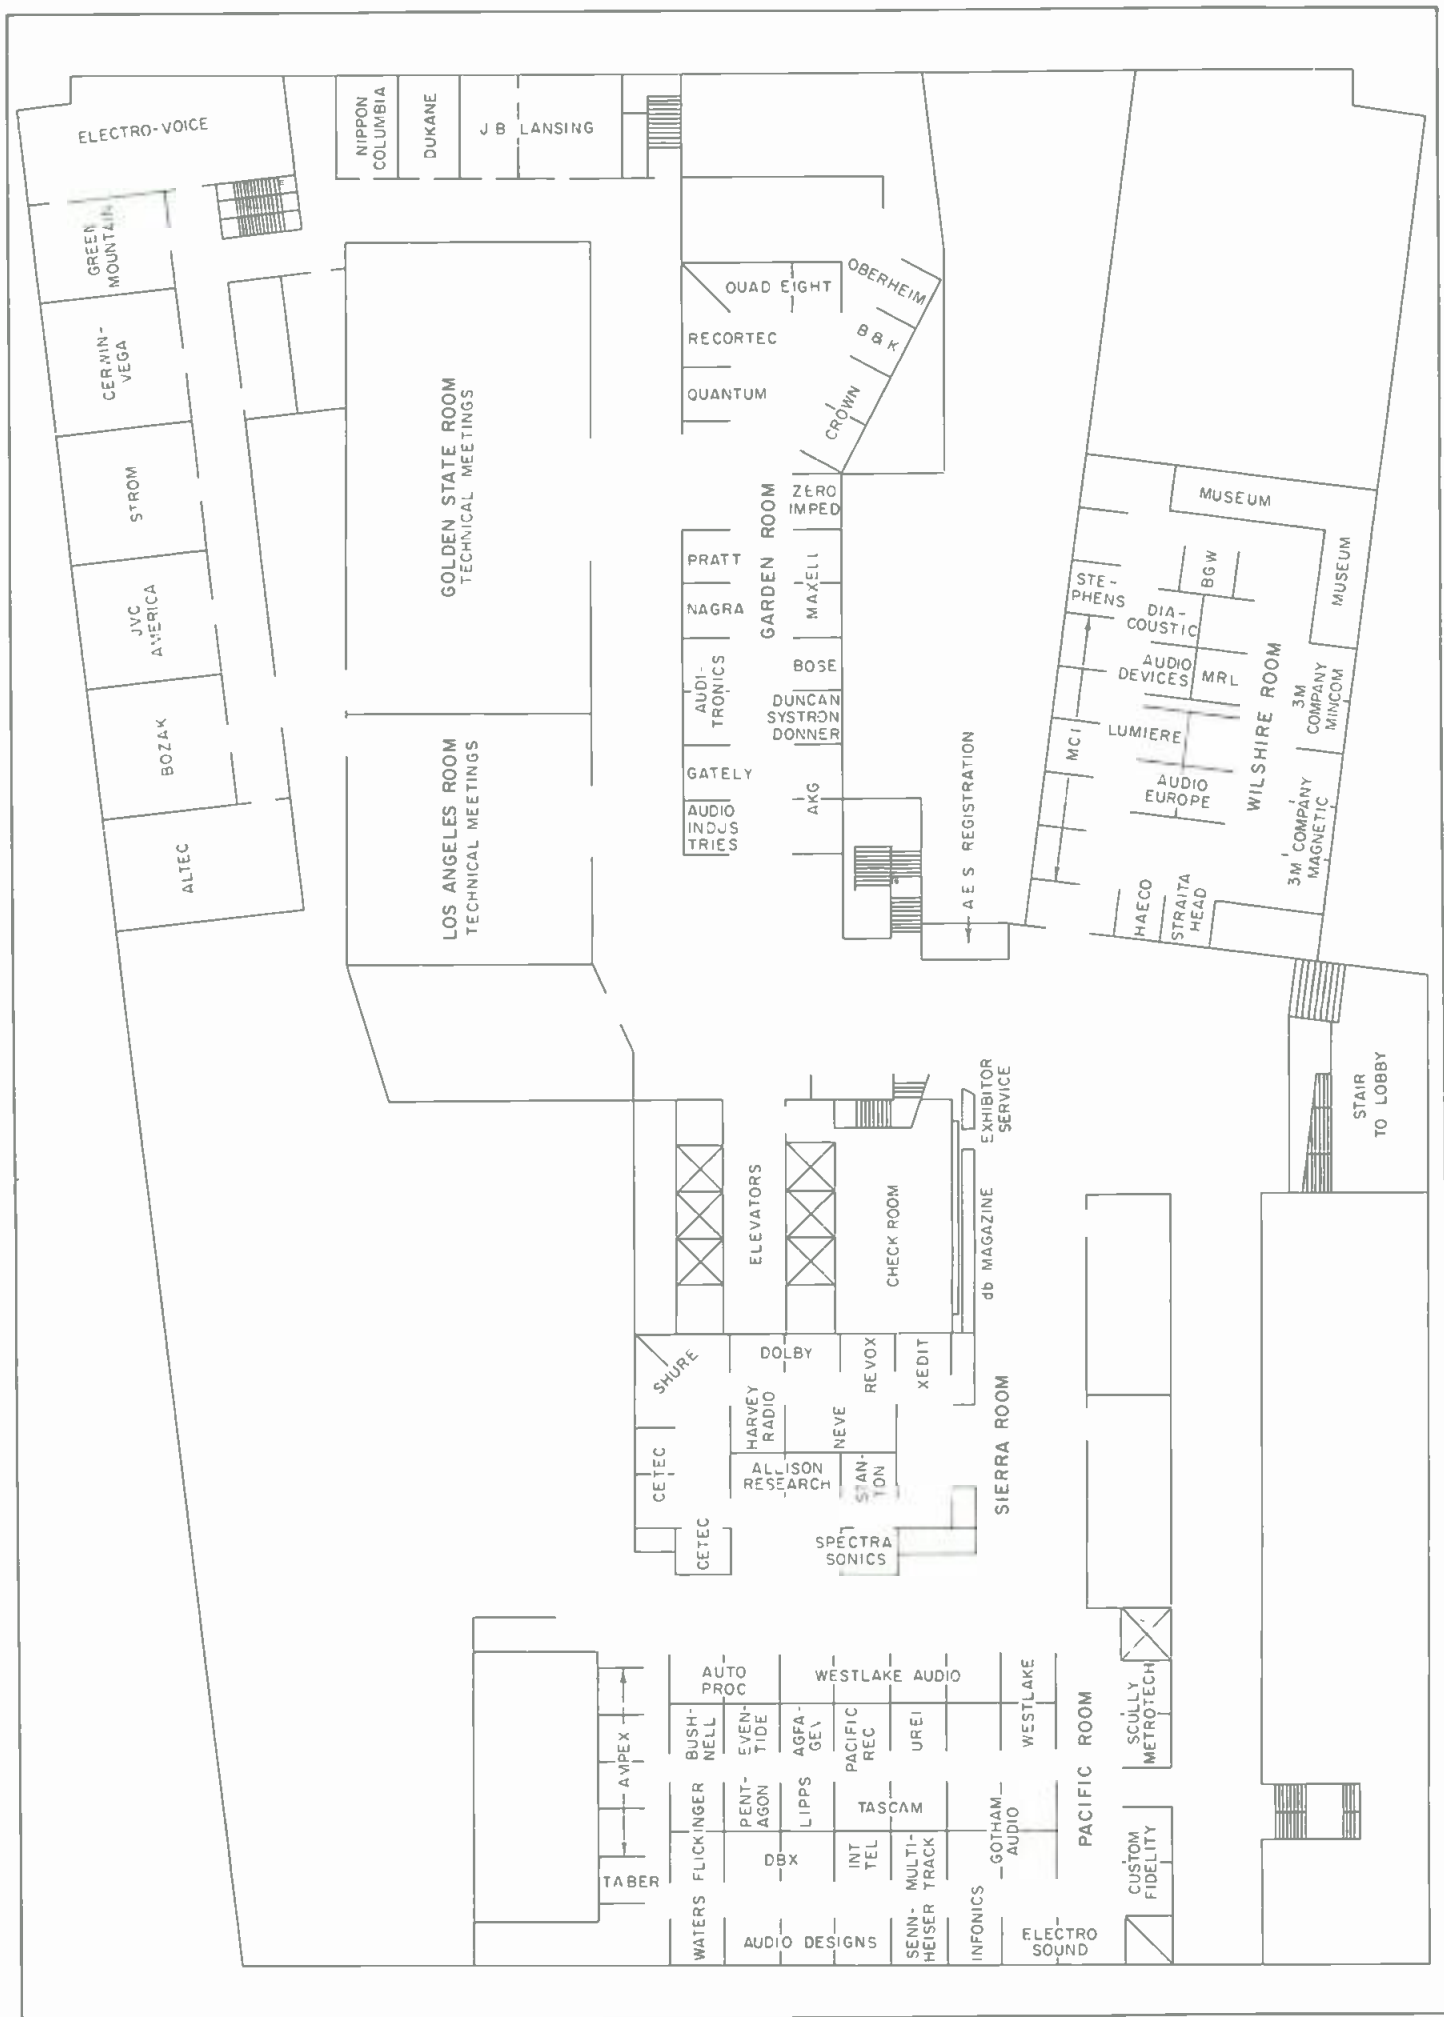 ELECTRO-VOICE
NIPPON
COLUMBIA
DUKANE
J B LANSING
GREEN
MOUNTAIN
CERWIN-
VEGA
STROM
JVC
AMERICA
BOZAK
ALTEC
GOLDEN STATE ROOM
TECHNICAL MEETINGS
LOS ANGELES ROOM
TECHNICAL MEETINGS
QUAD EIGHT
OBERHEIM
RECORTEC
B & K
QUANTUM
CROWN
GARDEN ROOM
ZERO
IMPED
PRATT
MAXELL
NAGRA
AUDI-
TRONICS
BOSE
DUNCAN
SYSTRON
DONNER
GATELY
AKG
AUDIO
INDUS
TRIES
AES REGISTRATION
MUSEUM
MUSEUM
STE-
PHENS
BGW
DIA-
COUSTIC
AUDIO
DEVICES
MRL
WILSHIRE ROOM
3M
COMPANY
MINCOM
MCI
LUMIERE
AUDIO
EUROPE
3M COMPANY
MAGNETIC
HAECO
STRAITA
HEAD
STAIR
TO LOBBY
EXHIBITOR
SERVICE
ELEVATORS
CHECK ROOM
db MAGAZINE
SHURE
DOLBY
REVOX
XEDIT
HARVEY
RADIO
NEVE
SIERRA ROOM
CETEC
ALLISON
RESEARCH
STAN-
TON
CETEC
SPECTRA
SONICS
AMPEX
AUTO
PROC
WESTLAKE AUDIO
WESTLAKE
BUSH-
NELL
EVEN-
TIDE
AGFA-
GEV
PACIFIC
REC
UREI
PACIFIC ROOM
SCULLY
METROTECH
FLICKINGER
PENT-
AGON
LIPPS
TASCAM
GOTHAM
AUDIO
TABER
DBX
INT
TEL
MULTI-
TRACK
CUSTOM
FIDELITY
WATERS
AUDIO DESIGNS
SENN-
HEISER
INFONICS
ELECTRO
SOUND